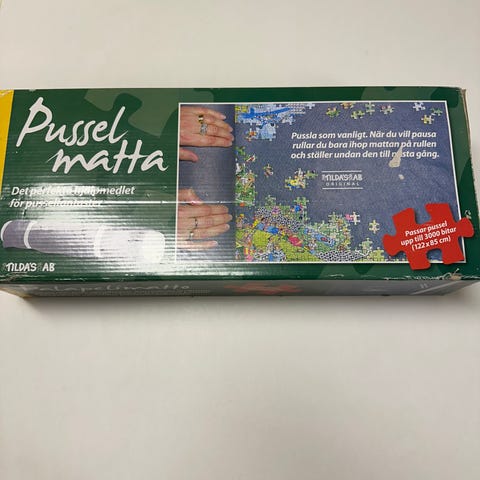 Pussel
matta
Det perfekta hjälpmedlet
för pusselfantaster
TILDA'S AB
Pussla som vanligt. När du vill pausa
rullar du bara ihop mattan på rullen
och ställer undan den till nästa gång.
TILDA'S AB
ORIGINAL
Passar pussel
upp till 3000 bitar
(122 x 85 cm)
Palapelimatto